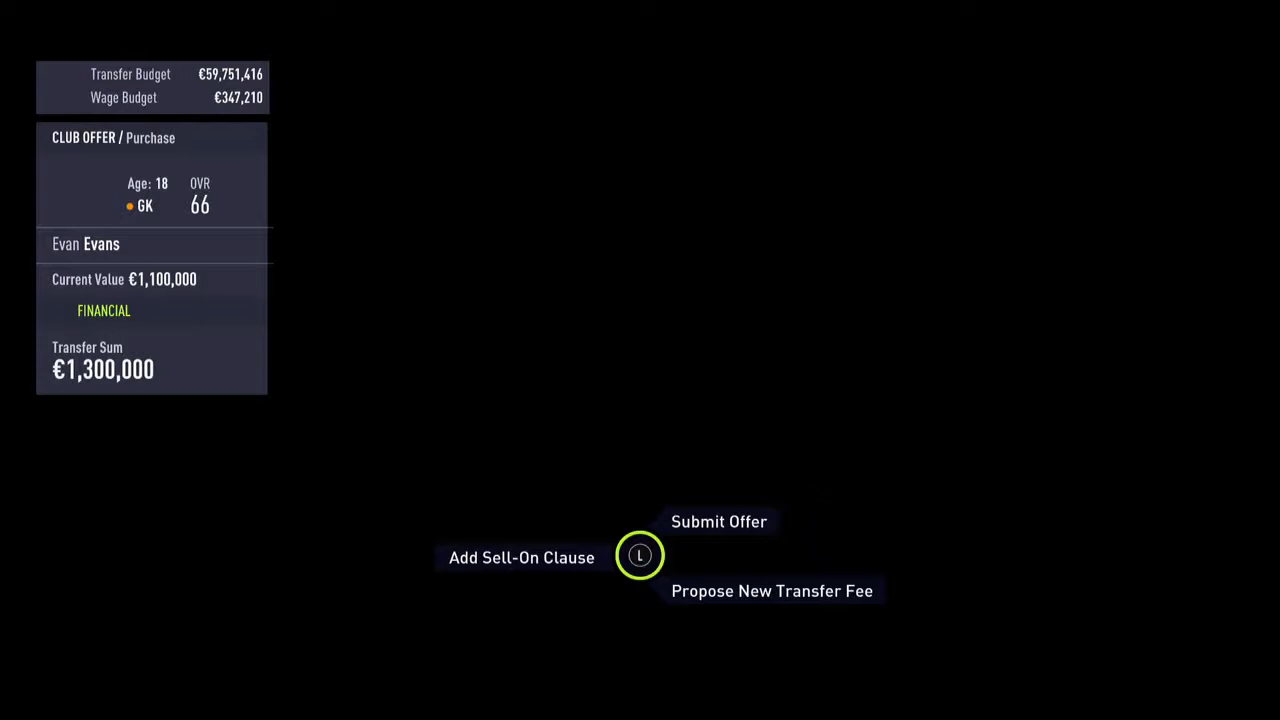 Transfer Budget €59,751,416
Wage Budget €347,210
CLUB OFFER / Purchase
Age: 18 OVR
GK 66
Evan Evans
Current Value €1,100,000
FINANCIAL
Transfer Sum
€1,300,000
Submit Offer
Add Sell-On Clause L
Propose New Transfer Fee